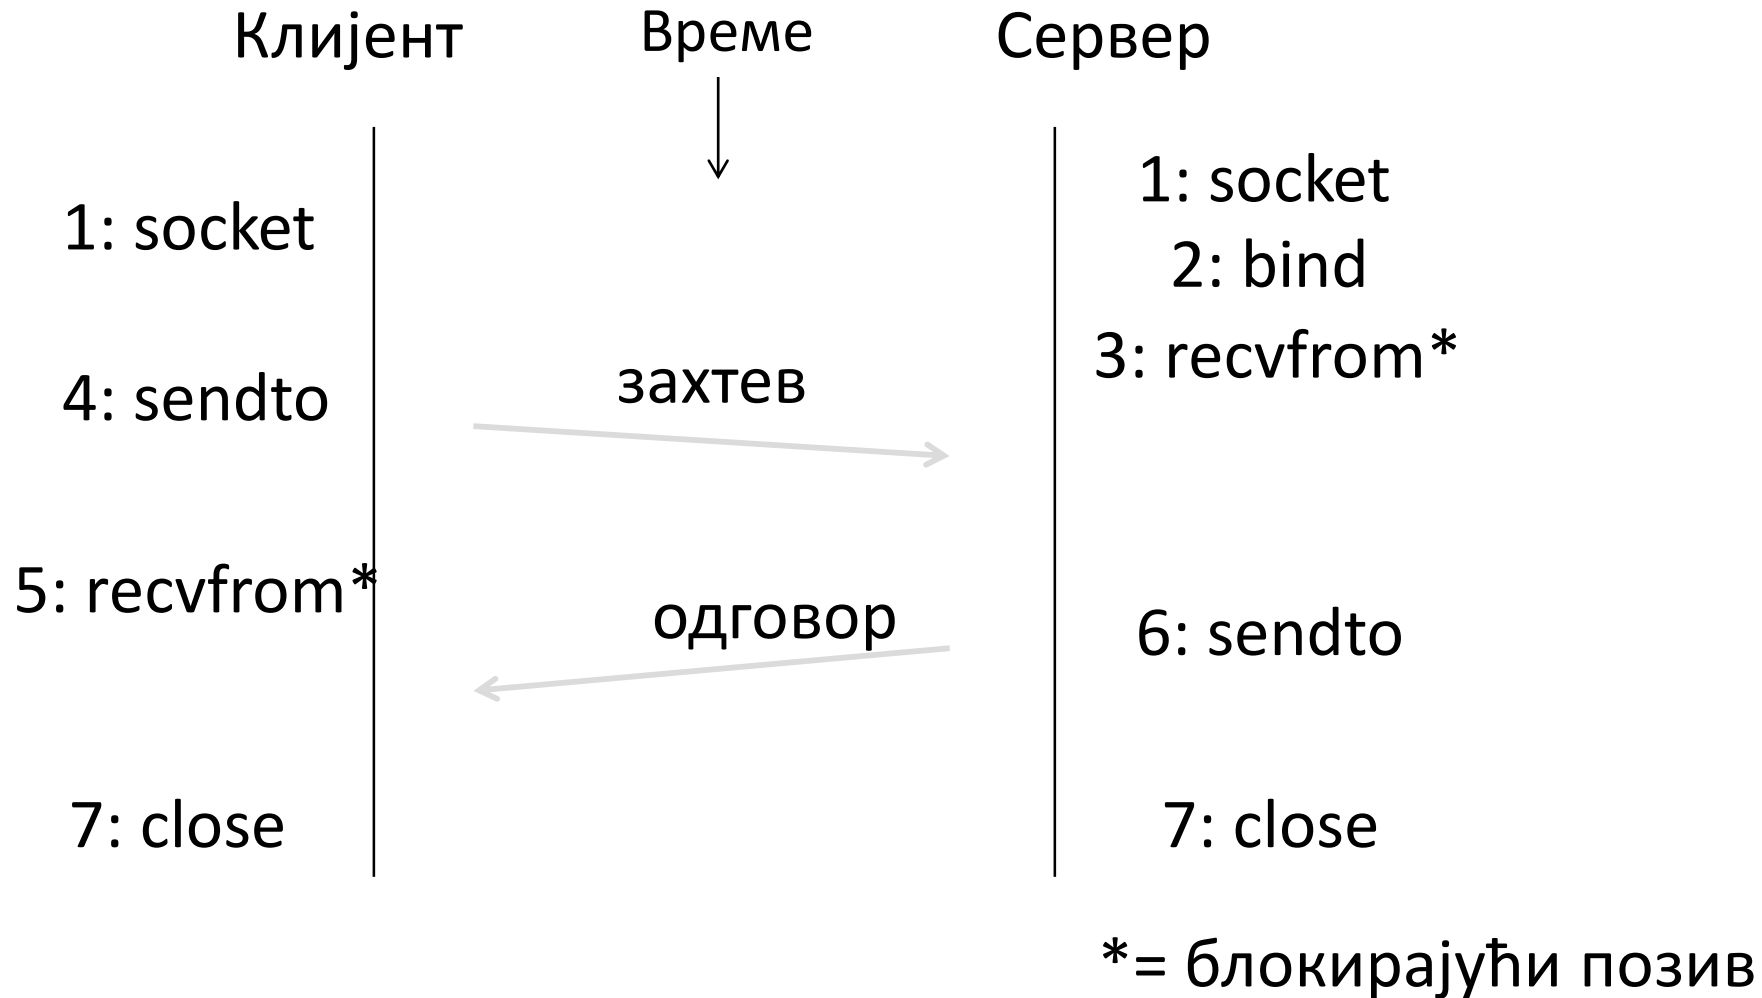 Клијент
Време
Сервер
1: socket
1: socket
2: bind
3: recvfrom*
4: sendto
захтев
5: recvfrom*
одговор
6: sendto
7: close
7: close
*= блокирајући позив